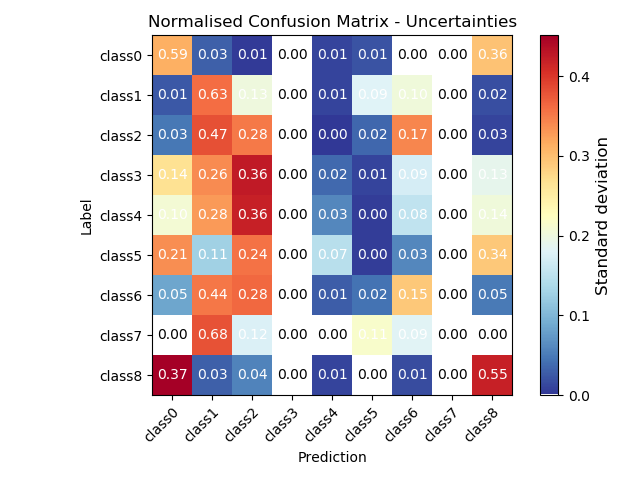 Normalised Confusion Matrix - Uncertainties
class0 0.59 0.03 0.01 0.00 0.01 0.01 0.00 0.00 0.36
class1 0.01 0.63 0.13 0.00 0.01 0.09 0.10 0.00 0.02
class2 0.03 0.47 0.28 0.00 0.00 0.02 0.17 0.00 0.03
class3 0.14 0.26 0.36 0.00 0.02 0.01 0.09 0.00 0.13
class4 0.10 0.28 0.36 0.00 0.03 0.00 0.08 0.00 0.14
class5 0.21 0.11 0.24 0.00 0.07 0.00 0.03 0.00 0.34
class6 0.05 0.44 0.28 0.00 0.01 0.02 0.15 0.00 0.05
class7 0.00 0.68 0.12 0.00 0.00 0.11 0.09 0.00 0.00
class8 0.37 0.03 0.04 0.00 0.01 0.00 0.01 0.00 0.55
class0 class1 class2 class3 class4 class5 class6 class7 class8
Prediction
Label
0.4
0.3
0.2
0.1
0.0
Standard deviation